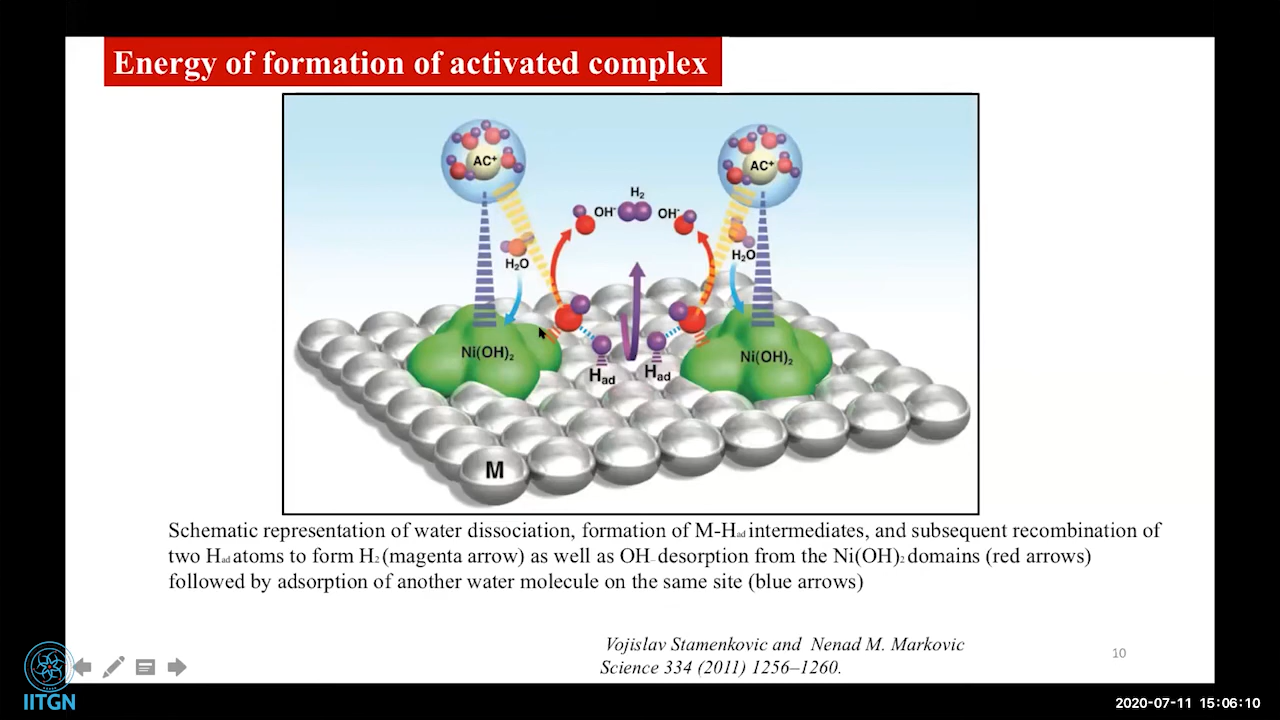 Energy of formation of activated complex
AC⁺
AC⁺
H₂
OH⁻
OH⁻
H₂O
H₂O
Ni(OH)₂
Ni(OH)₂
Had
Had
M
Schematic representation of water dissociation, formation of M-Had intermediates, and subsequent recombination of
two Had atoms to form H₂ (magenta arrow) as well as OH– desorption from the Ni(OH)₂ domains (red arrows)
followed by adsorption of another water molecule on the same site (blue arrows)
Vojislav Stamenkovic and Nenad M. Markovic
Science 334 (2011) 1256–1260.
10
IITGN
2020-07-11 15:06:10